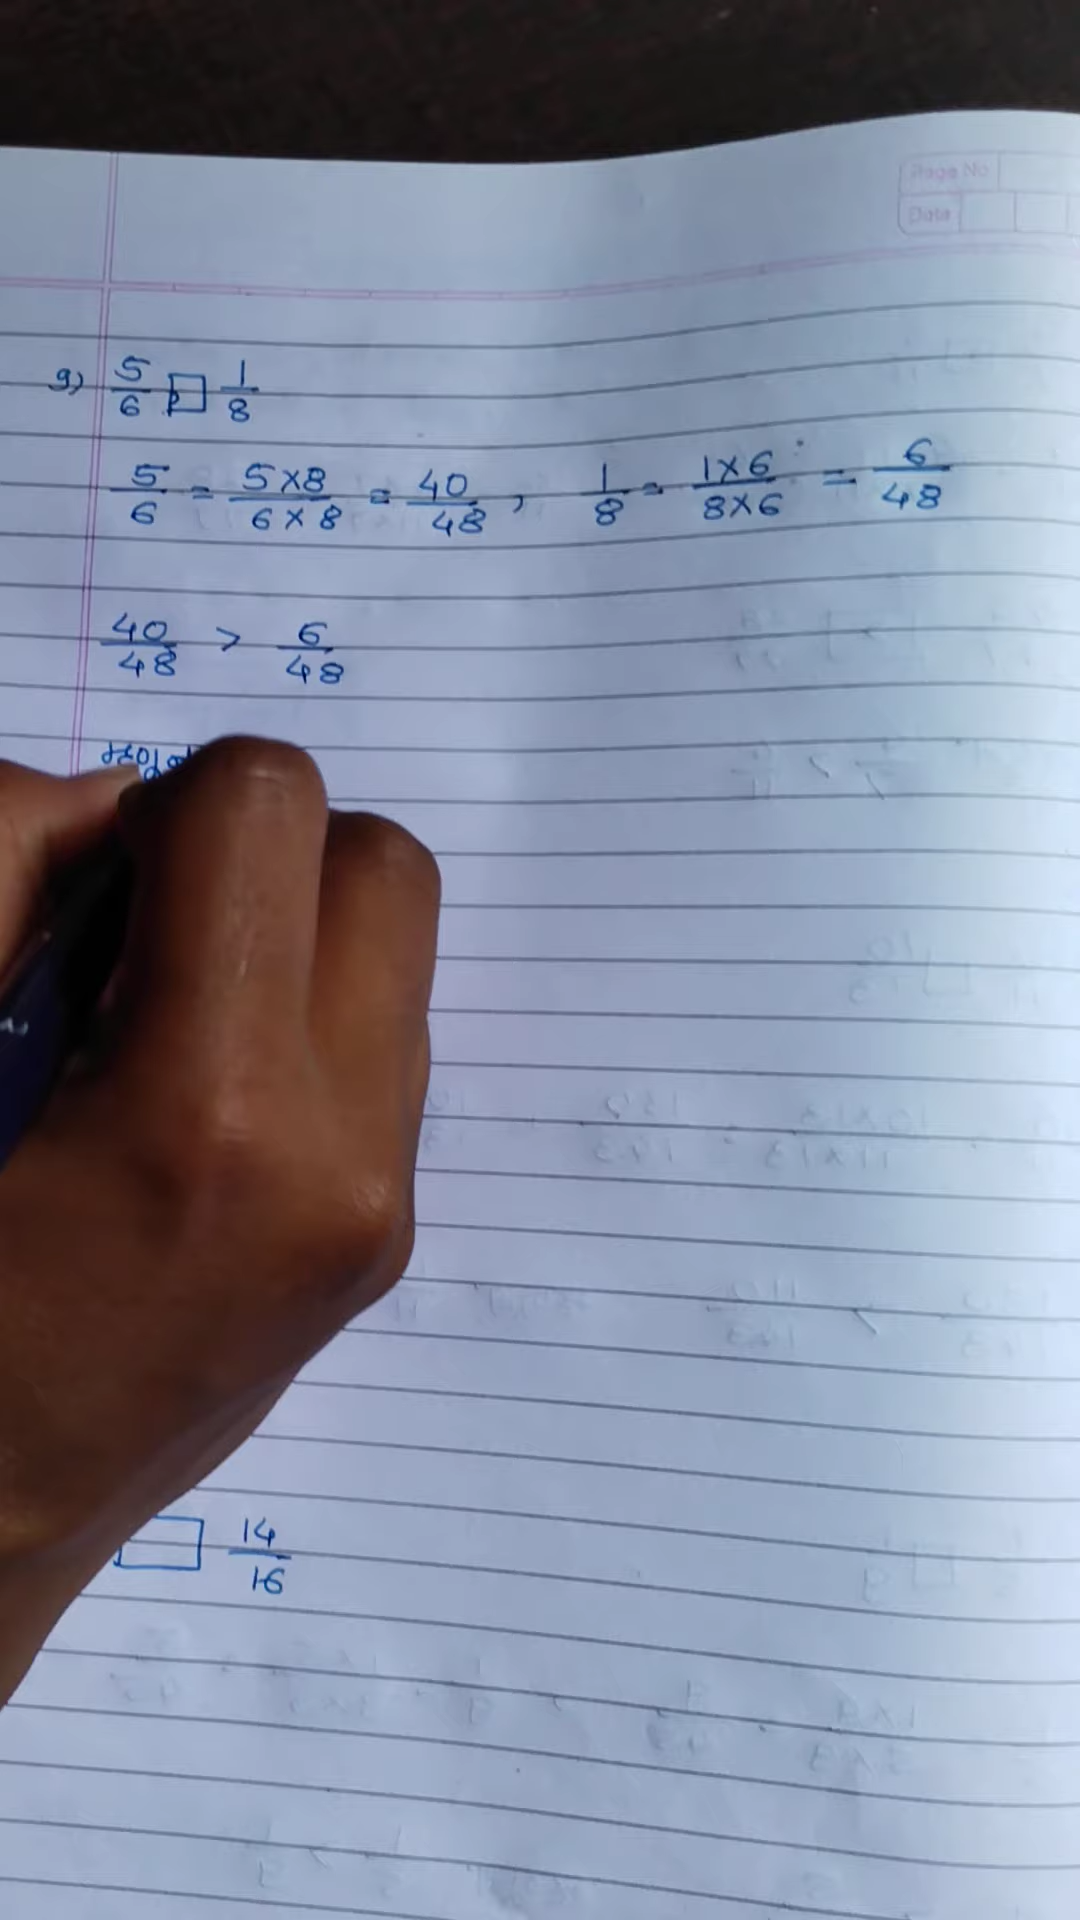 Page No
Date
9) 5/6 □ 1/8
5/6 = 5×8/6×8 = 40/48 , 1/8 = 1×6/8×6 = 6/48
40/48 > 6/48
□ 14/16